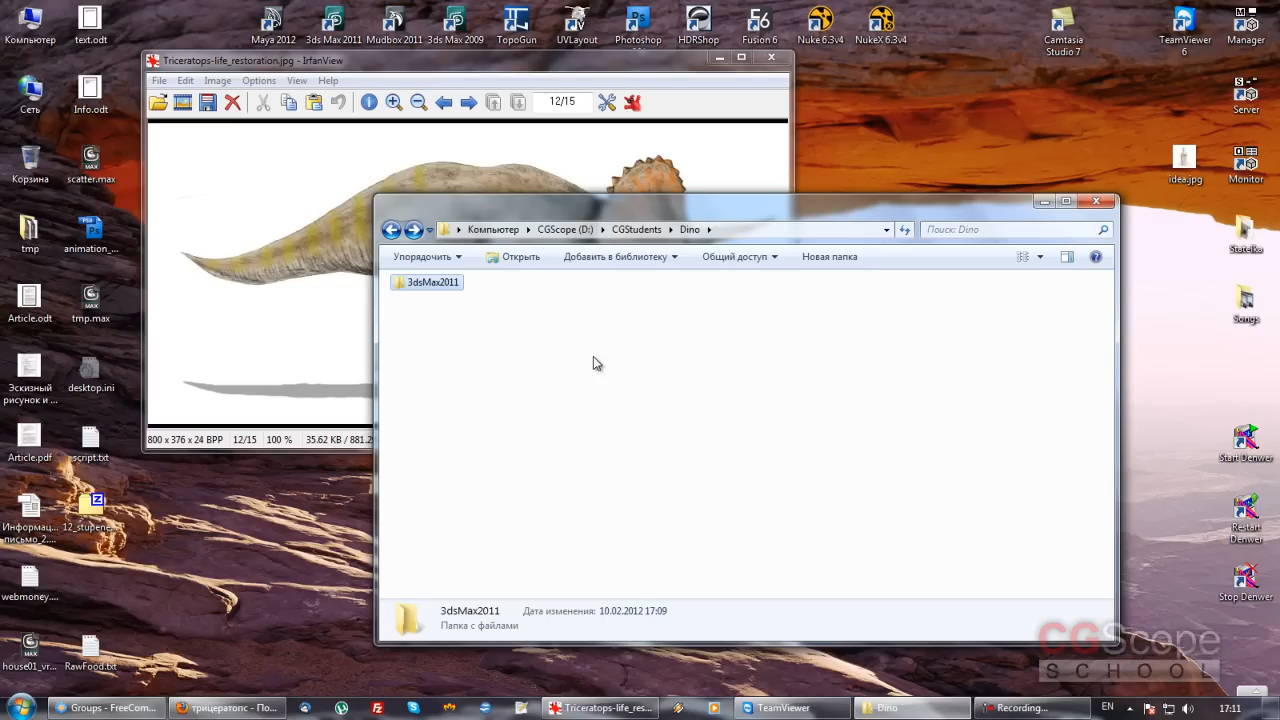 Компьютер
text.odt
Maya 2012
3ds Max 2011
Mudbox 2011
3ds Max 2009
TopoGun
UVLayout
Photoshop
HDRShop
Fusion 6
Nuke 6.3v4
NukeX 6.3v4
Camtasia
Studio 7
TeamViewer
6
Manager
Triceratops-life_restoration.jpg - IrfanView
File Edit Image Options View Help
12/15
Сеть
Info.odt
Server
Корзина
scatter.max
idea.jpg
Monitor
Компьютер CGScope (D:) CGStudents Dino
Поиск: Dino
Упорядочить Открыть Добавить в библиотеку Общий доступ Новая папка
tmp
animation_...
Stateika
3dsMax2011
Article.odt
tmp.max
Songs
Эскизный
рисунок и ...
desktop.ini
800 x 376 x 24 BPP 12/15 100 % 35.62 KB / 881.2
Article.pdf
script.txt
Start Denwer
Информац...
письмо_2....
12_stupene...
Restart
Denwer
webmoney...
Stop Denwer
3dsMax2011 Дата изменения: 10.02.2012 17:09
Папка с файлами
house01_vr...
RawFood.txt
CGScope
SCHOOL
Groups - FreeCom...
трицератопс - По...
Triceratops-life_res...
TeamViewer
Dino
Recording...
EN
17:11